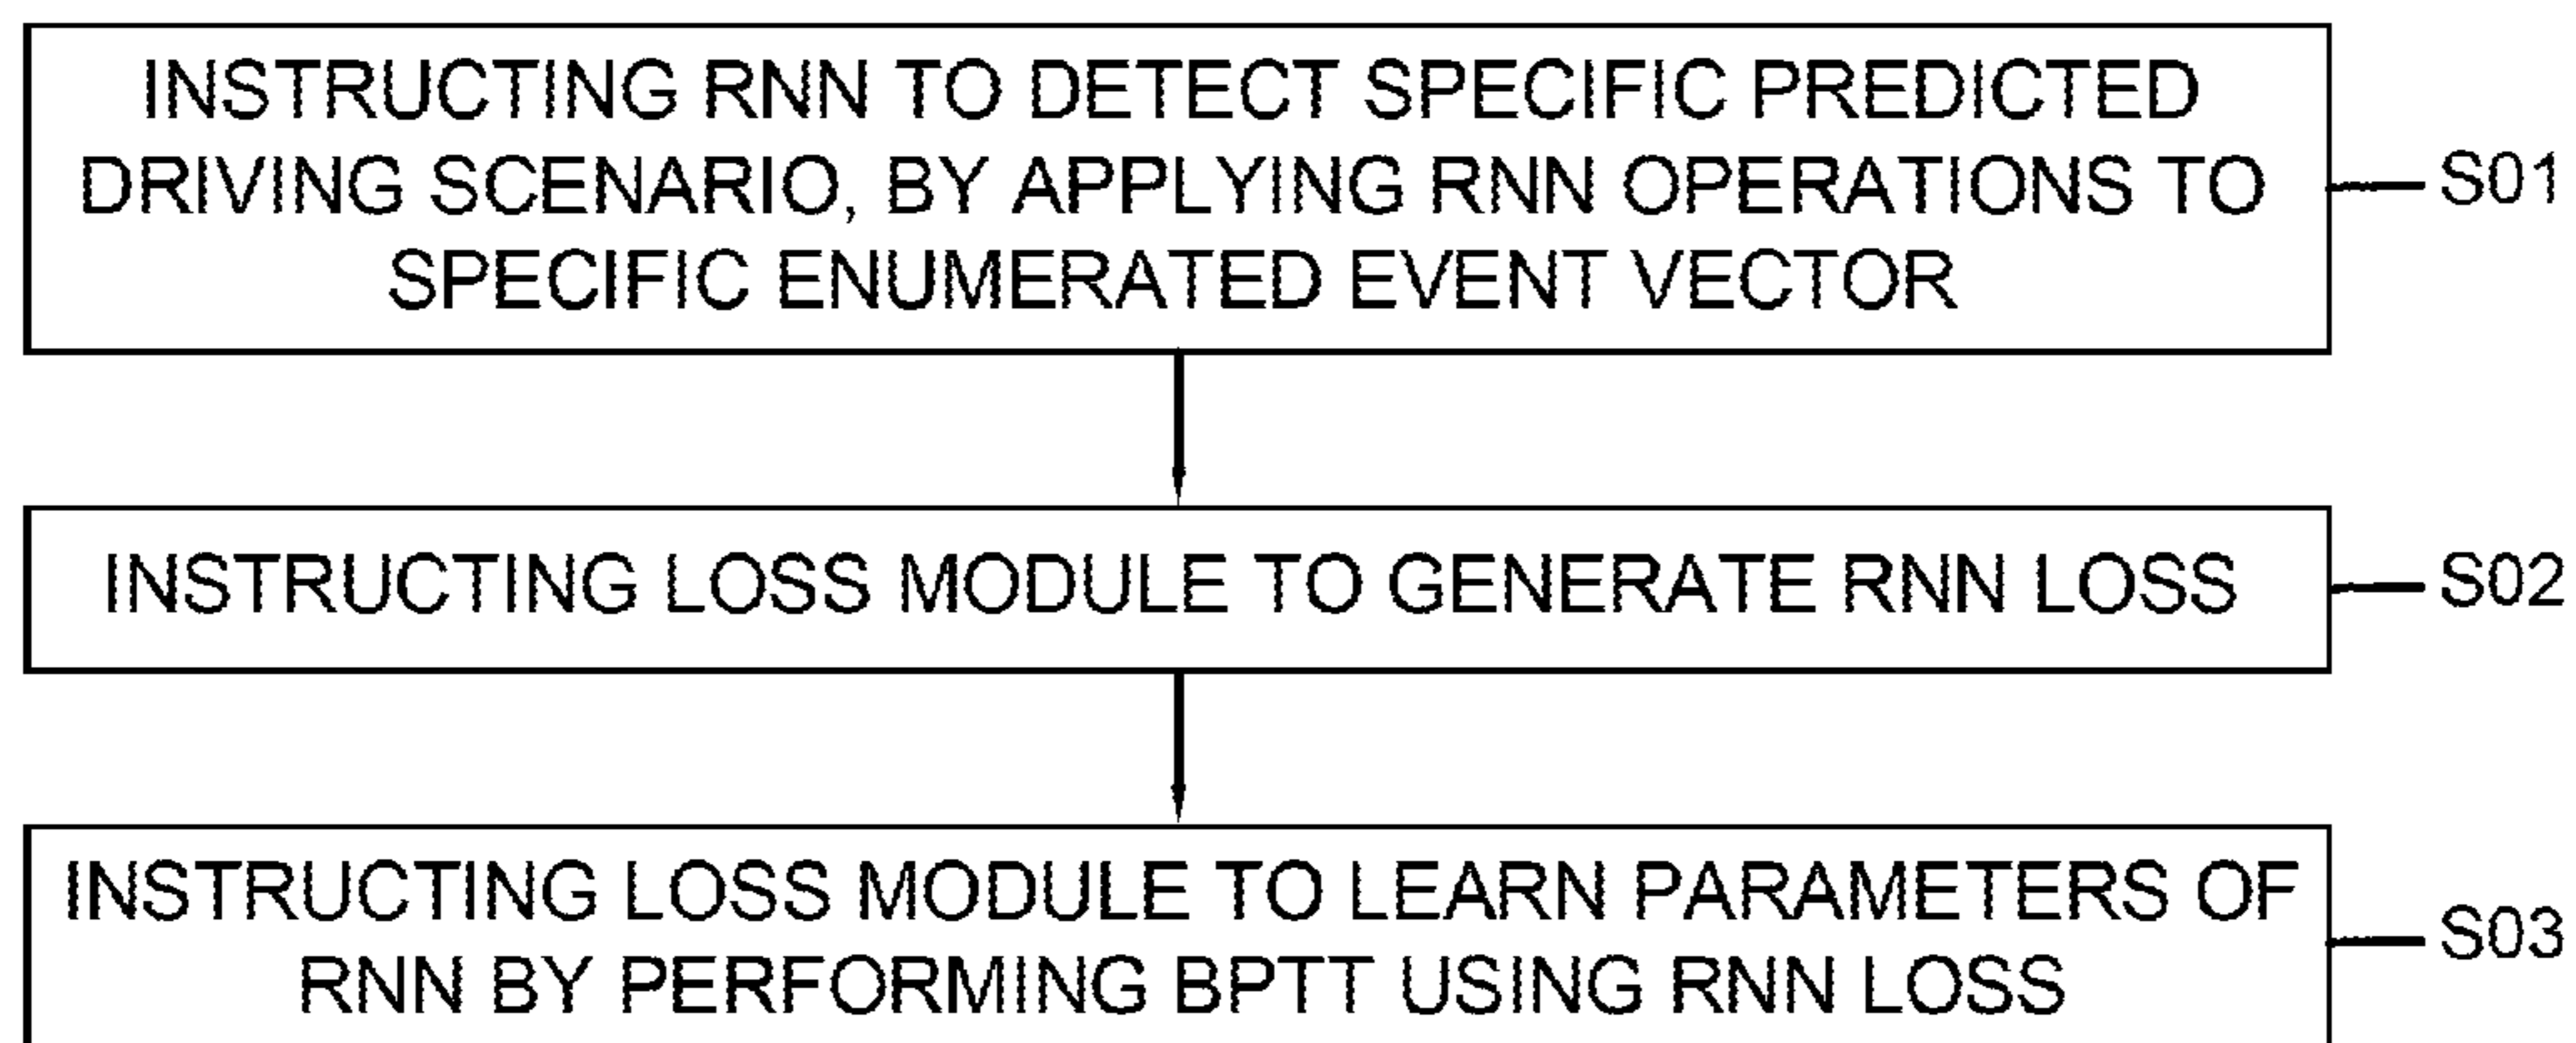 INSTRUCTING RNN TO DETECT SPECIFIC PREDICTED
DRIVING SCENARIO, BY APPLYING RNN OPERATIONS TO
SPECIFIC ENUMERATED EVENT VECTOR
S01
INSTRUCTING LOSS MODULE TO GENERATE RNN LOSS
S02
INSTRUCTING LOSS MODULE TO LEARN PARAMETERS OF
RNN BY PERFORMING BPTT USING RNN LOSS
S03